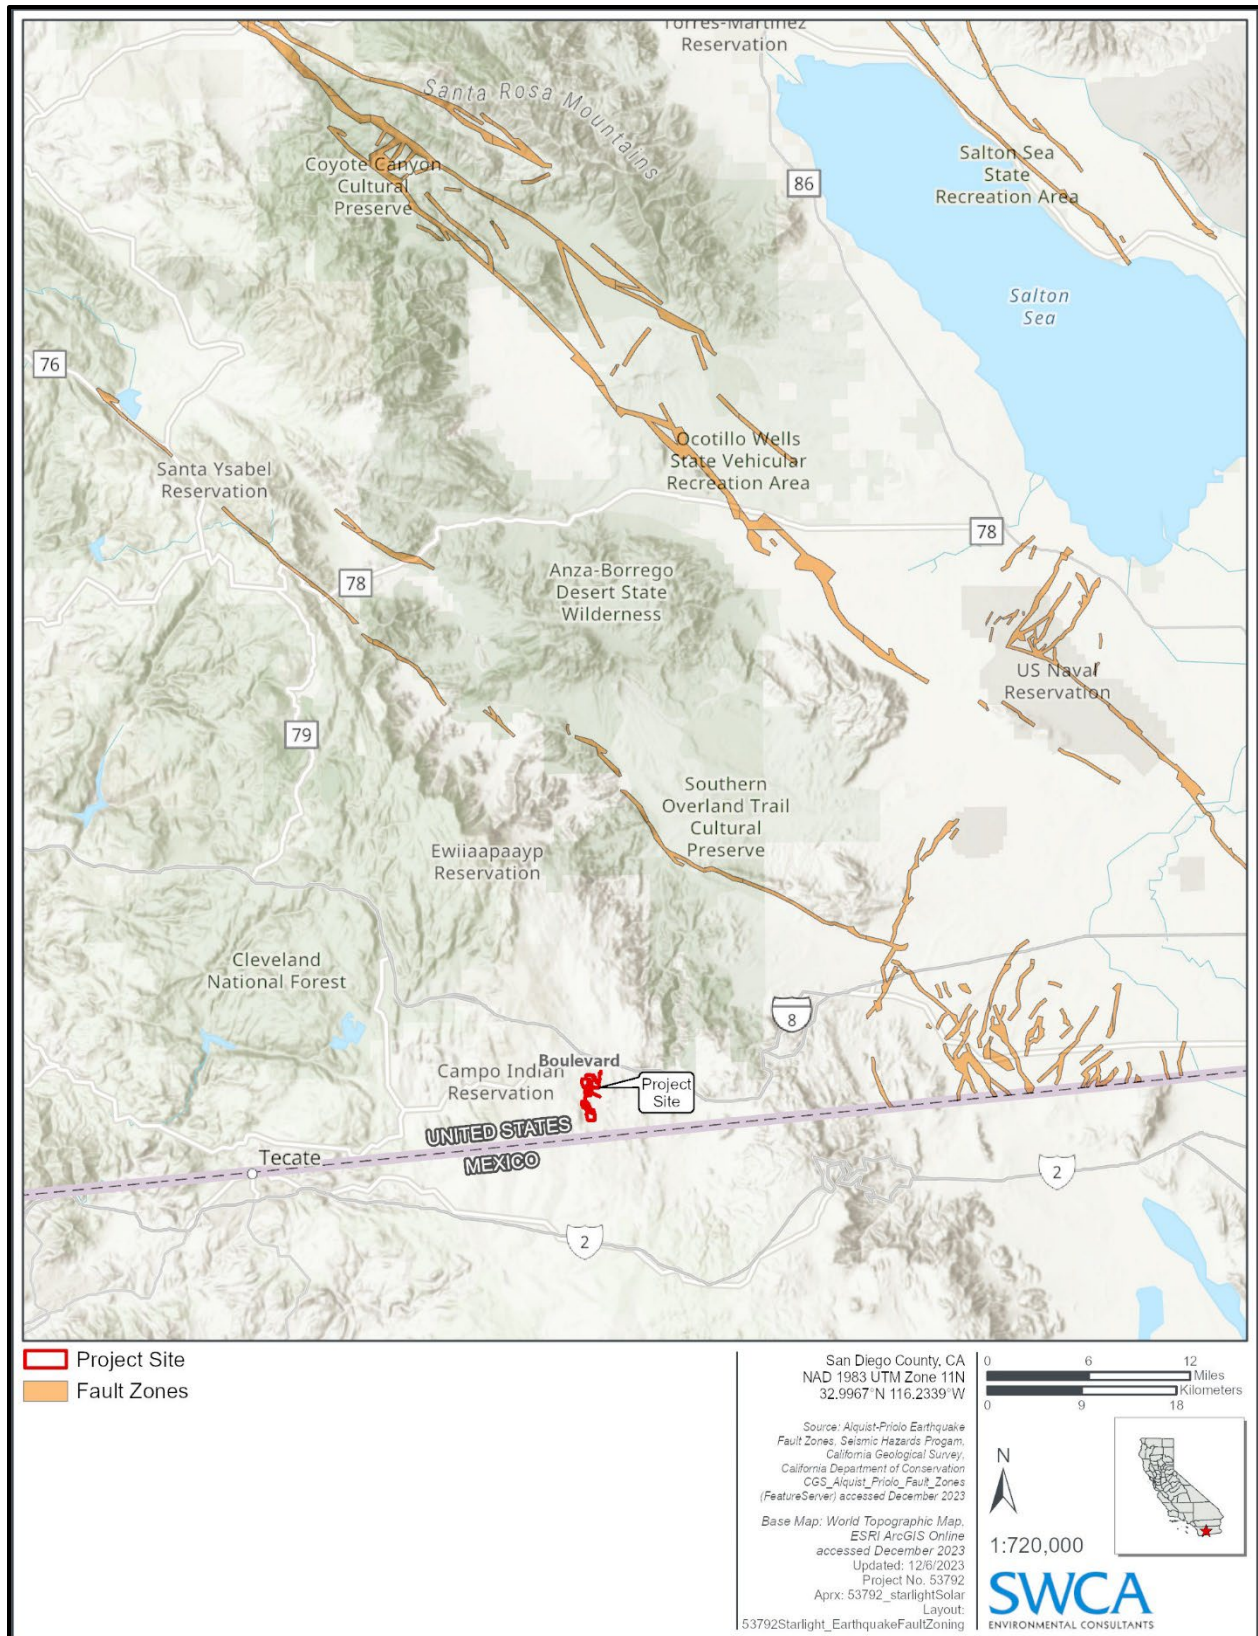 Torres-Martinez
Reservation
Santa Rosa Mountains
Coyote Canyon
Cultural
Preserve
86
Salton Sea
State
Recreation Area
Salton
Sea
76
Santa Ysabel
Reservation
Ocotillo Wells
State Vehicular
Recreation Area
78
78
Anza-Borrego
Desert State
Wilderness
US Naval
Reservation
79
Southern
Overland Trail
Cultural
Preserve
Ewiiaapaayp
Reservation
Cleveland
National Forest
8
Boulevard
Campo Indian
Reservation
Project
Site
UNITED STATES
MEXICO
Tecate
2
2
Project Site
Fault Zones
San Diego County, CA
NAD 1983 UTM Zone 11N
32.9967°N 116.2339°W
Source: Alquist-Priolo Earthquake
Fault Zones, Seismic Hazards Progam,
California Geological Survey,
California Department of Conservation
CGS_Alquist_Priolo_Fault_Zones
(FeatureServer) accessed December 2023
Base Map: World Topographic Map,
ESRI ArcGIS Online
accessed December 2023
Updated: 12/6/2023
Project No. 53792
Aprx: 53792_starlightSolar
Layout:
53792Starlight_EarthquakeFaultZoning
0 6 12
Miles
Kilometers
0 9 18
N
1:720,000
SWCA
ENVIRONMENTAL CONSULTANTS